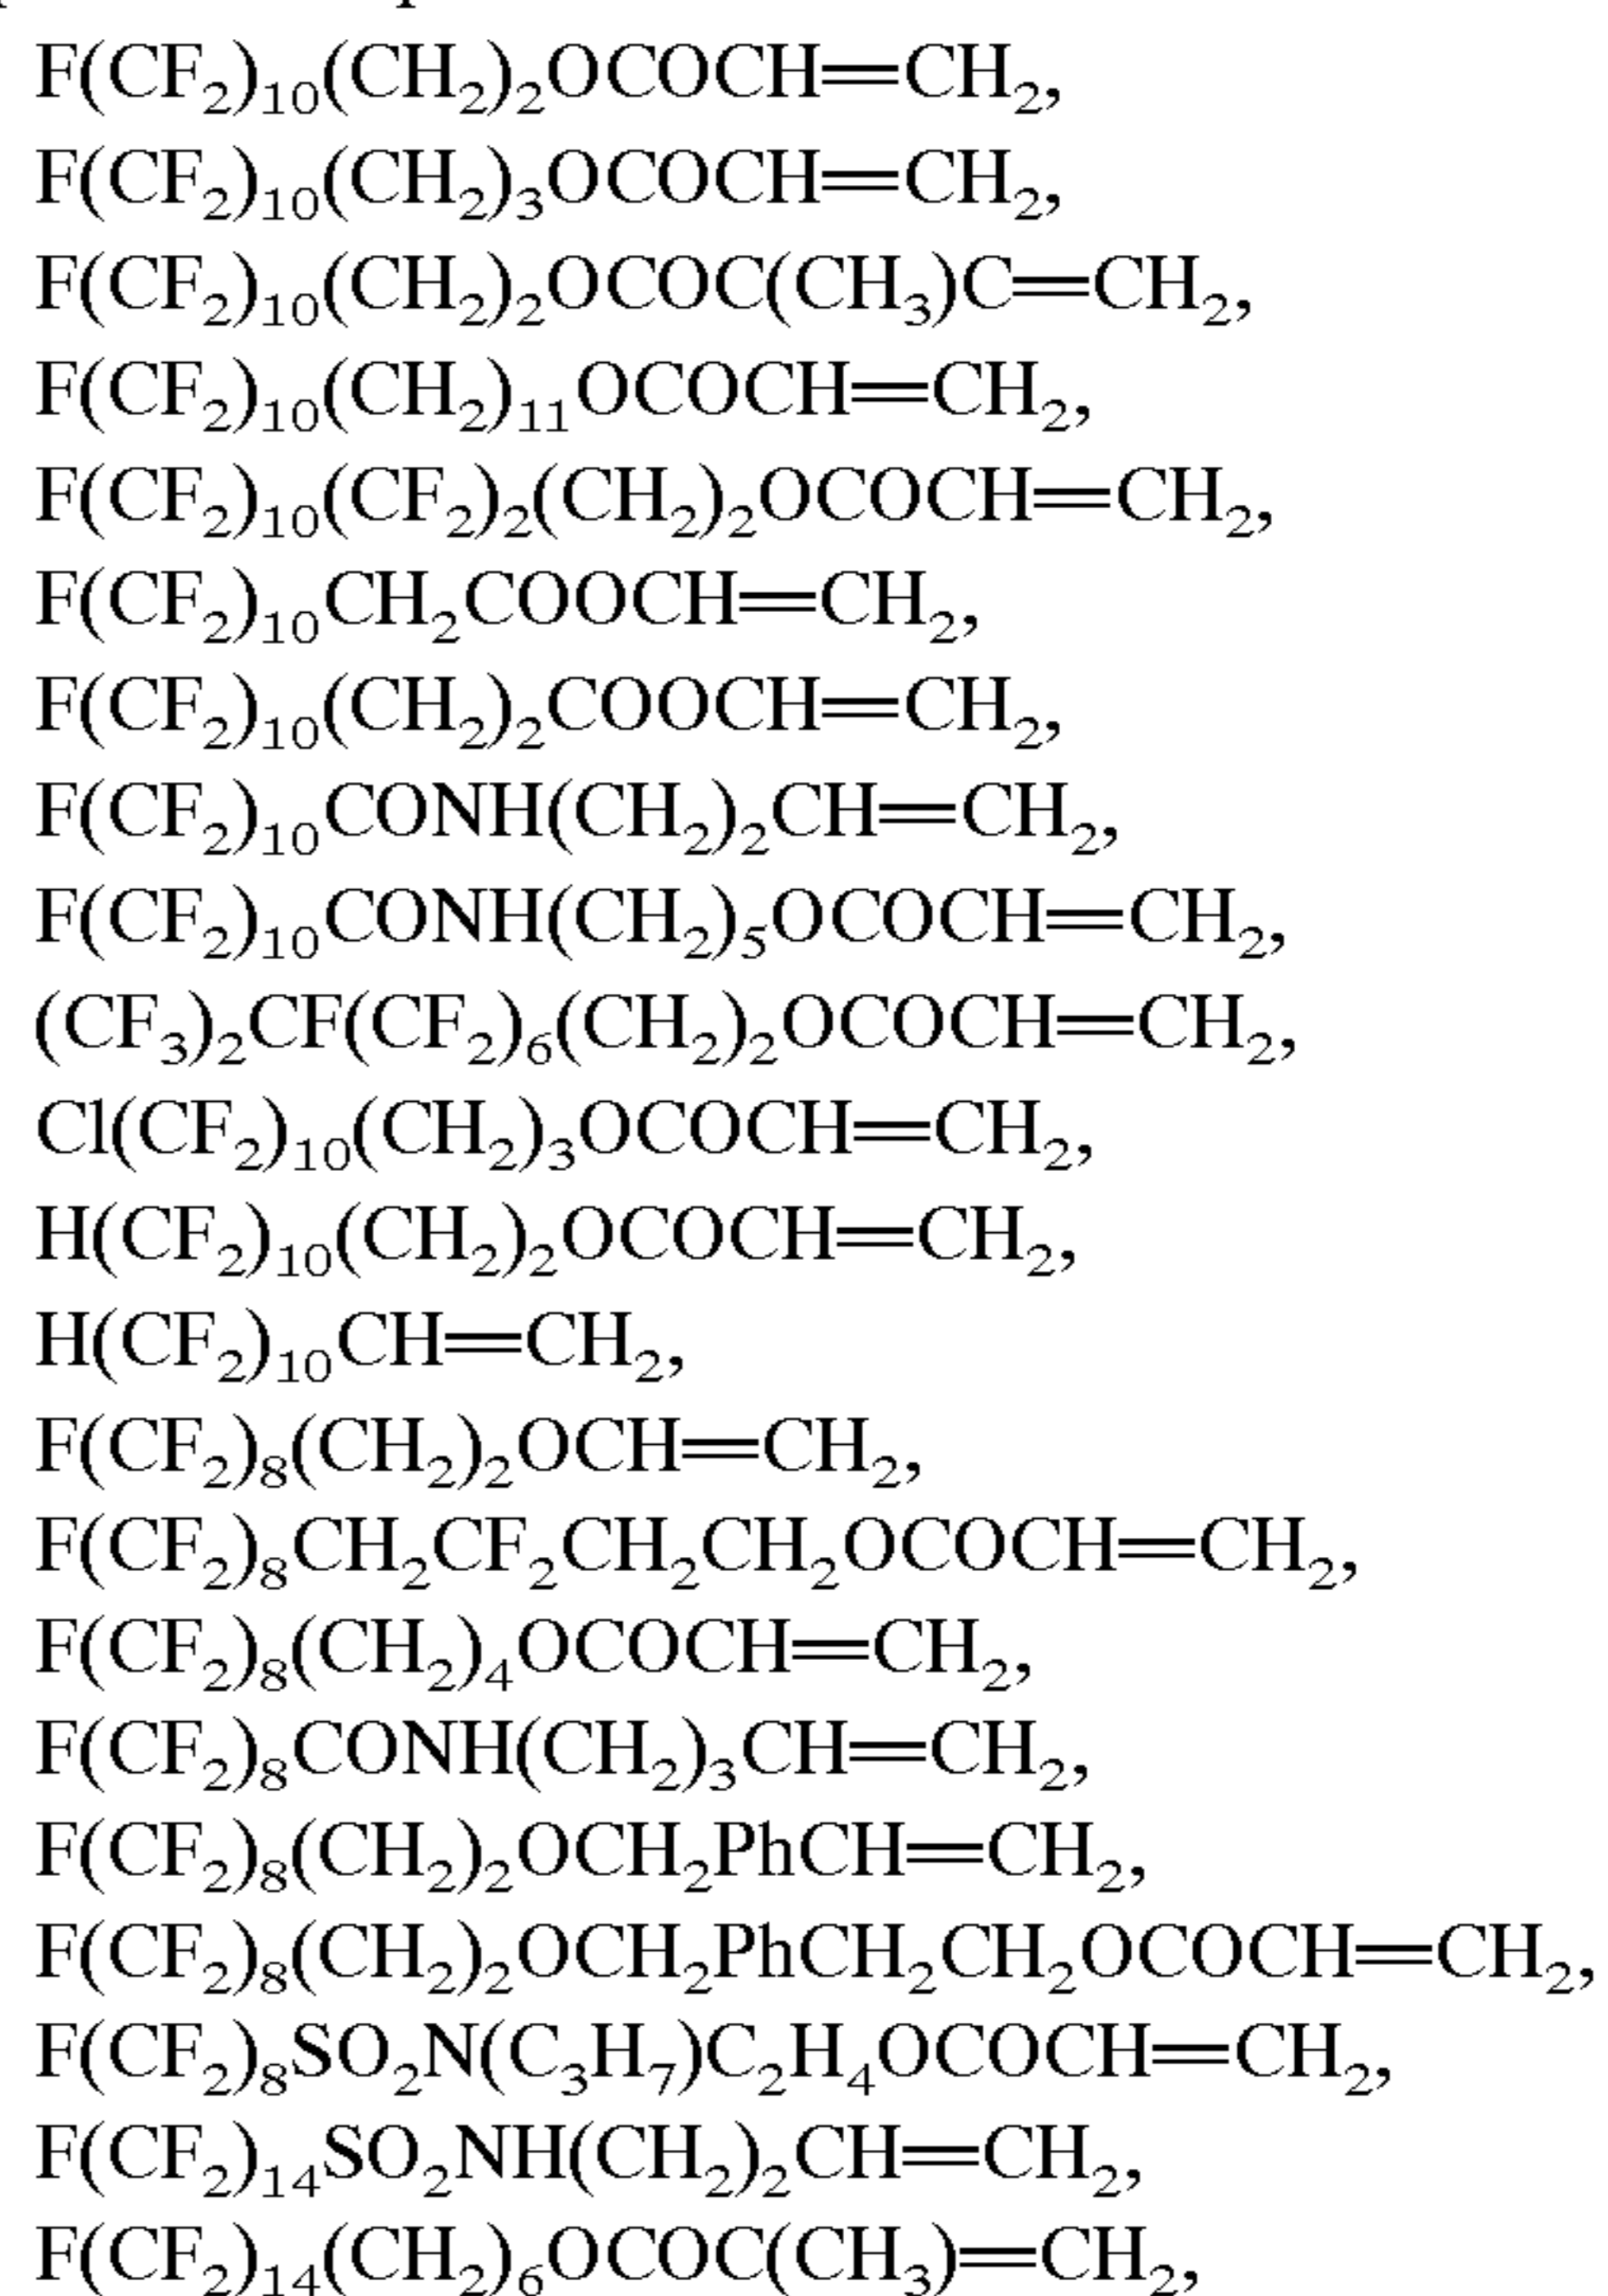 F(CF₂)₁₀(CH₂)₂OCOCH=CH₂,
F(CF₂)₁₀(CH₂)₃OCOCH=CH₂,
F(CF₂)₁₀(CH₂)₂OCOC(CH₃)C=CH₂,
F(CF₂)₁₀(CH₂)₁₁OCOCH=CH₂,
F(CF₂)₁₀(CF₂)₂(CH₂)₂OCOCH=CH₂,
F(CF₂)₁₀CH₂COOCH=CH₂,
F(CF₂)₁₀(CH₂)₂COOCH=CH₂,
F(CF₂)₁₀CONH(CH₂)₂CH=CH₂,
F(CF₂)₁₀CONH(CH₂)₅OCOCH=CH₂,
(CF₃)₂CF(CF₂)₆(CH₂)₂OCOCH=CH₂,
Cl(CF₂)₁₀(CH₂)₃OCOCH=CH₂,
H(CF₂)₁₀(CH₂)₂OCOCH=CH₂,
H(CF₂)₁₀CH=CH₂,
F(CF₂)₈(CH₂)₂OCH=CH₂,
F(CF₂)₈CH₂CF₂CH₂CH₂OCOCH=CH₂,
F(CF₂)₈(CH₂)₄OCOCH=CH₂,
F(CF₂)₈CONH(CH₂)₃CH=CH₂,
F(CF₂)₈(CH₂)₂OCH₂PhCH=CH₂,
F(CF₂)₈(CH₂)₂OCH₂PhCH₂CH₂OCOCH=CH₂,
F(CF₂)₈SO₂N(C₃H₇)C₂H₄OCOCH=CH₂,
F(CF₂)₁₄SO₂NH(CH₂)₂CH=CH₂,
F(CF₂)₁₄(CH₂)₆OCOC(CH₃)=CH₂,